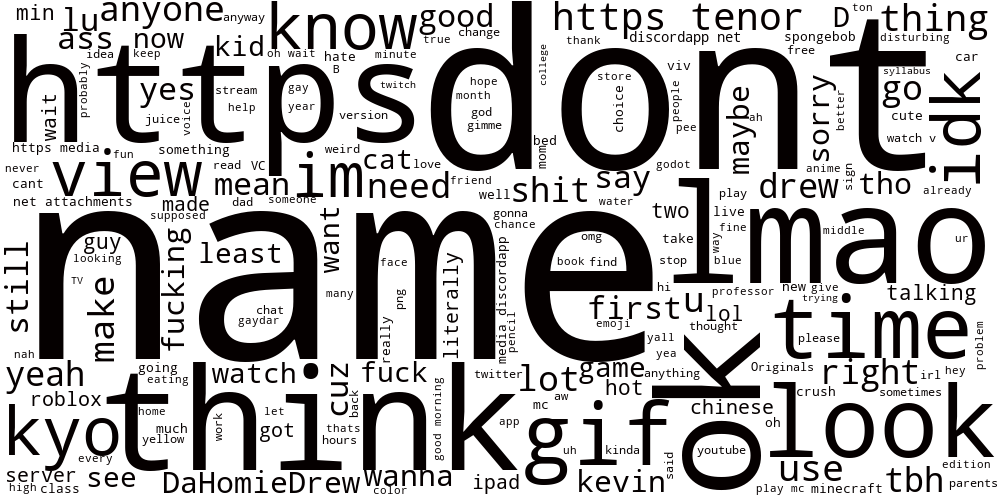 min
lu
anyone
anyway
know
good
true
change
https
tenor
D
ton
thing
ass
now
kid
oh wait
hate
minute
thank
discordapp net
spongebob
free
disturbing
idea
keep
B
college
viv
car
https
dont
probably
yes
stream
gay
twitch
hope
store
people
syllabus
go
idk
wait
juice
voice
help
year
version
month
god
gimme
choice
pee
maybe
ah
sorry
better
cute
https media
fun
something
weird
bed
mom
watch v
never
view
read
VC
im
cat
love
godot
anime
sign
cant
mean
need
friend
shit
say
drew
tho
already
net attachments
made
dad
someone
well
water
play
supposed
gonna
chance
two
live
fine
middle
name
lmao
still
guy
looking
fucking
least
want
omg
take
way
ur
TV
make
face
book
find
stop
blue
many
png
literally
media discordapp
hi
professor
new
give
trying
talking
chat
gaydar
really
pencil
first
u
lol
emoji
thought
time
please
problem
nah
yall
yea
yeah
going
eating
watch
cuz
fuck
twitter
lot
game
hot
anything
ok
Originals
right
irl
hey
roblox
home
back
good morning
mc
aw
chinese
crush
sometimes
kyo
think
much
yellow
work
let
got
thats
hours
app
gif
uh
kinda
oh
look
youtube
every
said
server
see
DaHomieDrew
wanna
color
ipad
kevin
use
tbh
edition
high
class
play mc
minecraft
parents